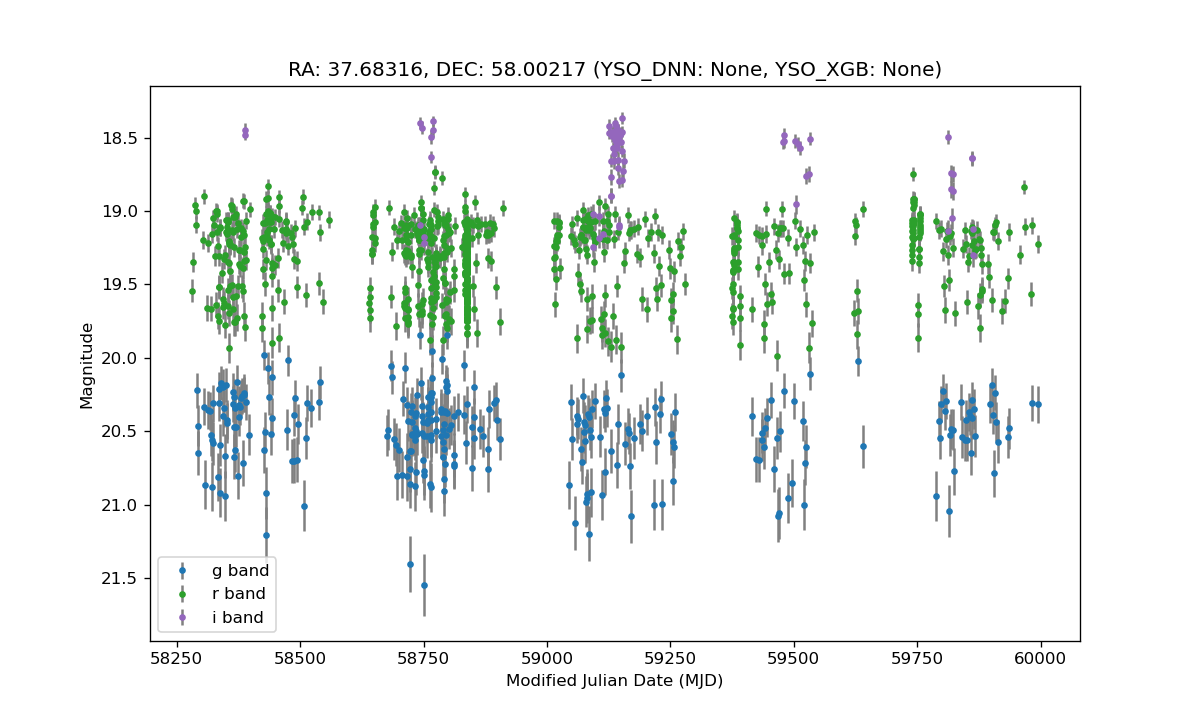 RA: 37.68316, DEC: 58.00217 (YSO_DNN: None, YSO_XGB: None)
18.5
19.0
19.5
20.0
20.5
21.0
21.5
Magnitude
g band
r band
i band
58250 58500 58750 59000 59250 59500 59750 60000
Modified Julian Date (MJD)